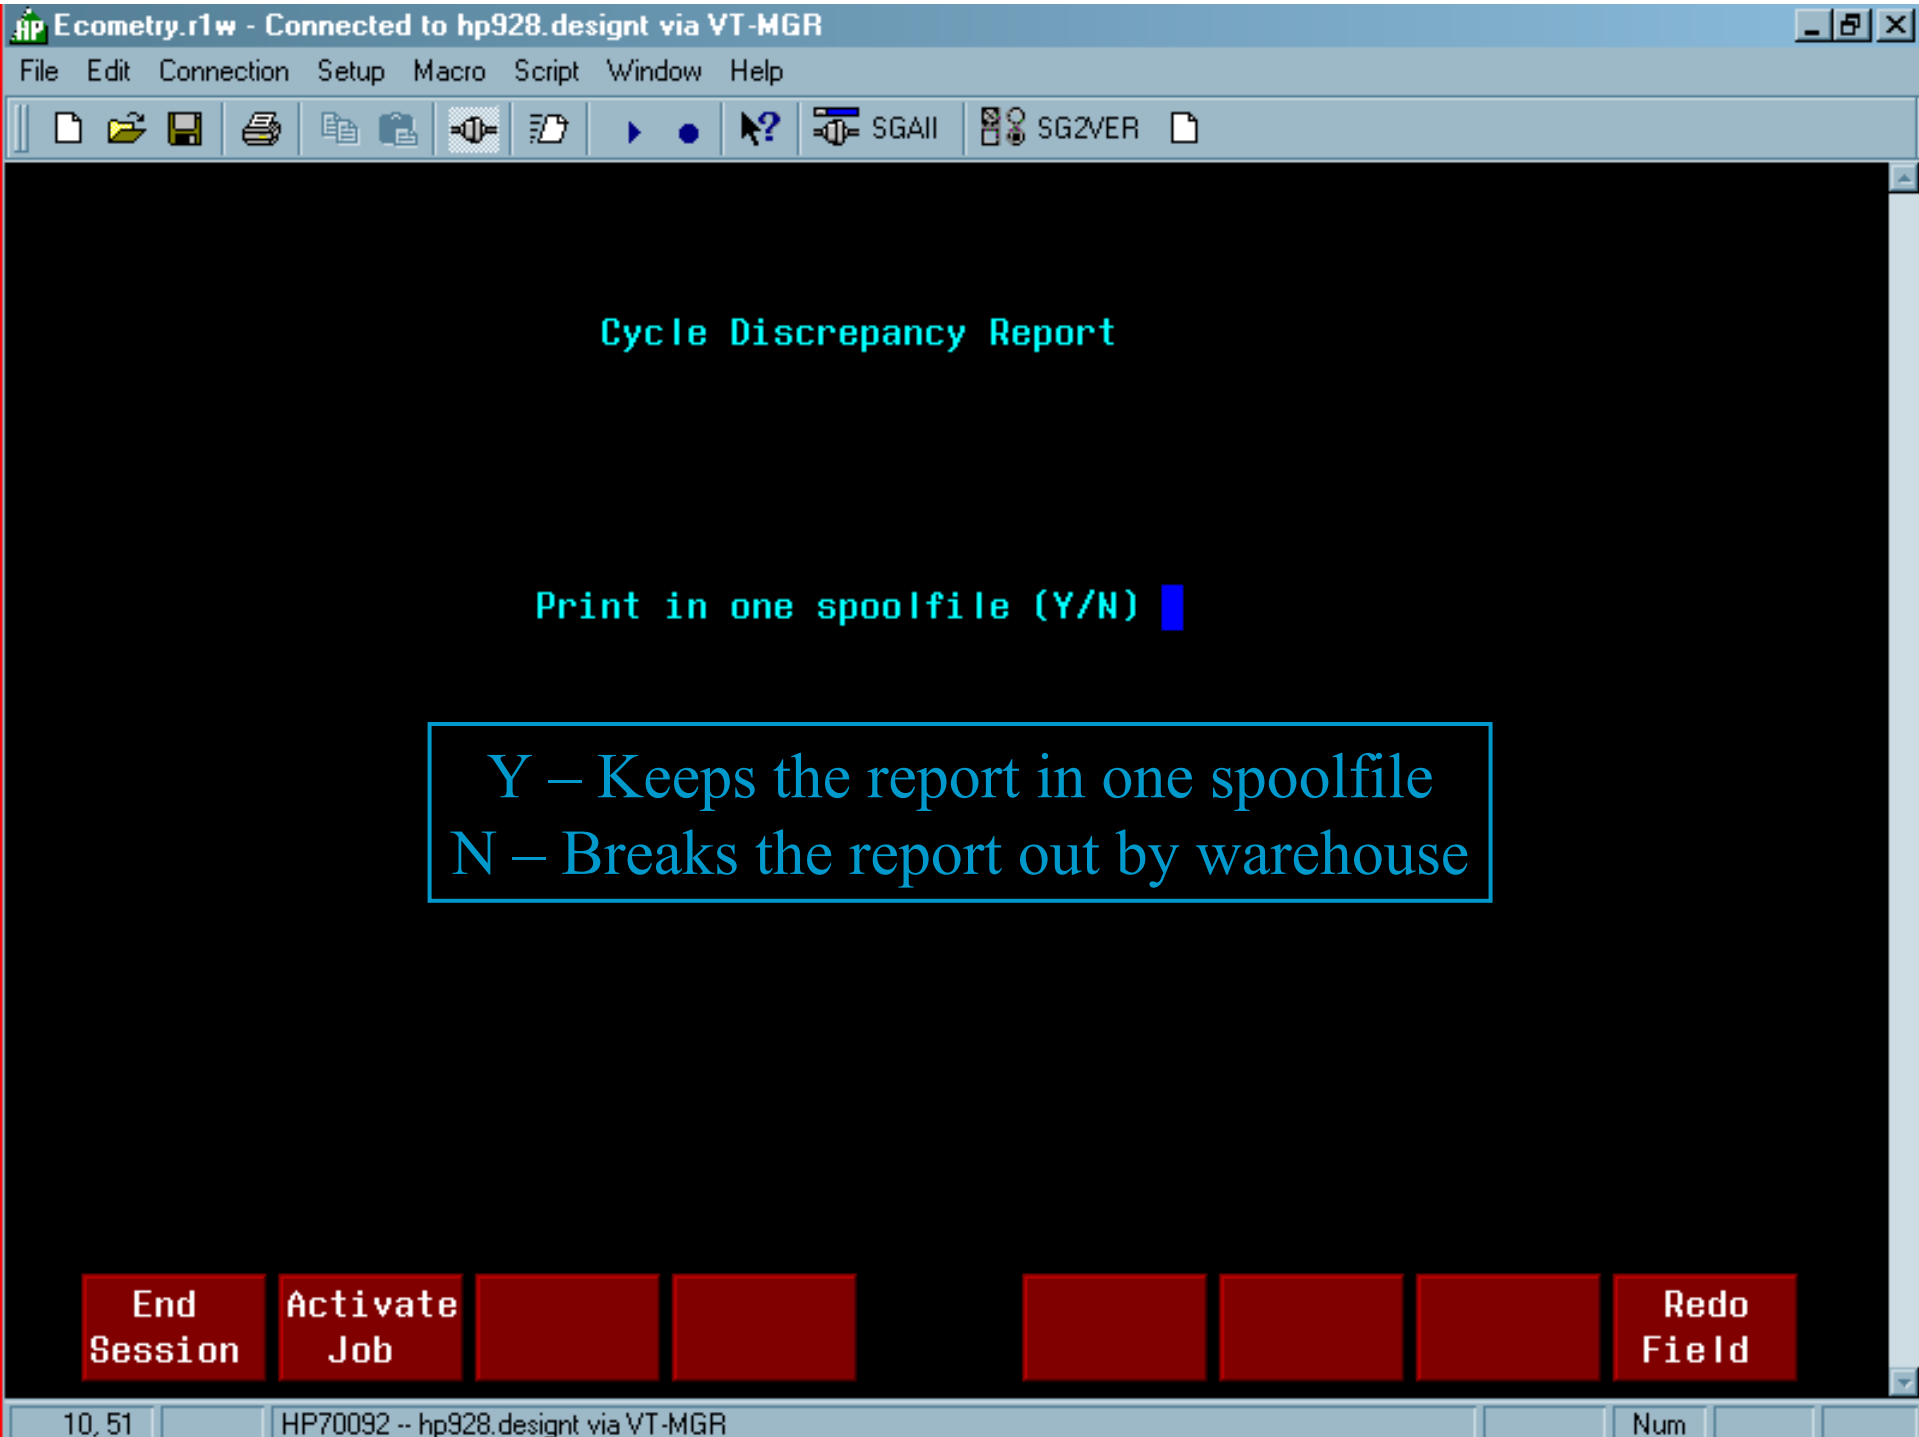 Ecometry.r1w - Connected to hp928.designt via VT-MGR
File Edit Connection Setup Macro Script Window Help
SGAll SG2VER
Cycle Discrepancy Report
Print in one spoolfile (Y/N)
Y – Keeps the report in one spoolfile
N – Breaks the report out by warehouse
End Session
Activate Job
Redo Field
10, 51 HP70092 -- hp928.designt via VT-MGR Num